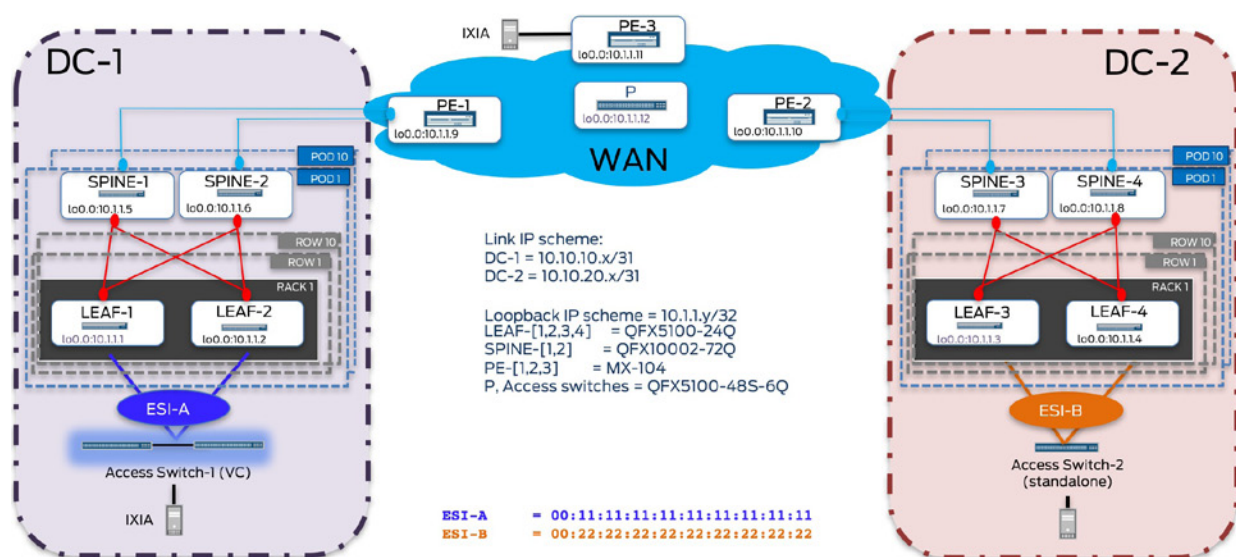 DC-1
IXIA
PE-3
lo0.0:10.1.1.11
DC-2
PE-1
lo0.0:10.1.1.9
P
lo0.0:10.1.1.12
PE-2
lo0.0:10.1.1.10
WAN
POD 10
POD 1
SPINE-1
lo0.0:10.1.1.5
SPINE-2
lo0.0:10.1.1.6
POD 10
POD 1
SPINE-3
lo0.0:10.1.1.7
SPINE-4
lo0.0:10.1.1.8
ROW 10
ROW 1
RACK 1
LEAF-1
lo0.0:10.1.1.1
LEAF-2
lo0.0:10.1.1.2
ROW 10
ROW 1
RACK 1
LEAF-3
lo0.0:10.1.1.3
LEAF-4
lo0.0:10.1.1.4
Link IP scheme:
DC-1 = 10.10.10.x/31
DC-2 = 10.10.20.x/31
Loopback IP scheme = 10.1.1.y/32
LEAF-[1,2,3,4] = QFX5100-24Q
SPINE-[1,2] = QFX10002-72Q
PE-[1,2,3] = MX-104
P, Access switches = QFX5100-48S-6Q
ESI-A
Access Switch-1 (VC)
IXIA
ESI-B
Access Switch-2
(standalone)
ESI-A = 00:11:11:11:11:11:11:11:11:11
ESI-B = 00:22:22:22:22:22:22:22:22:22